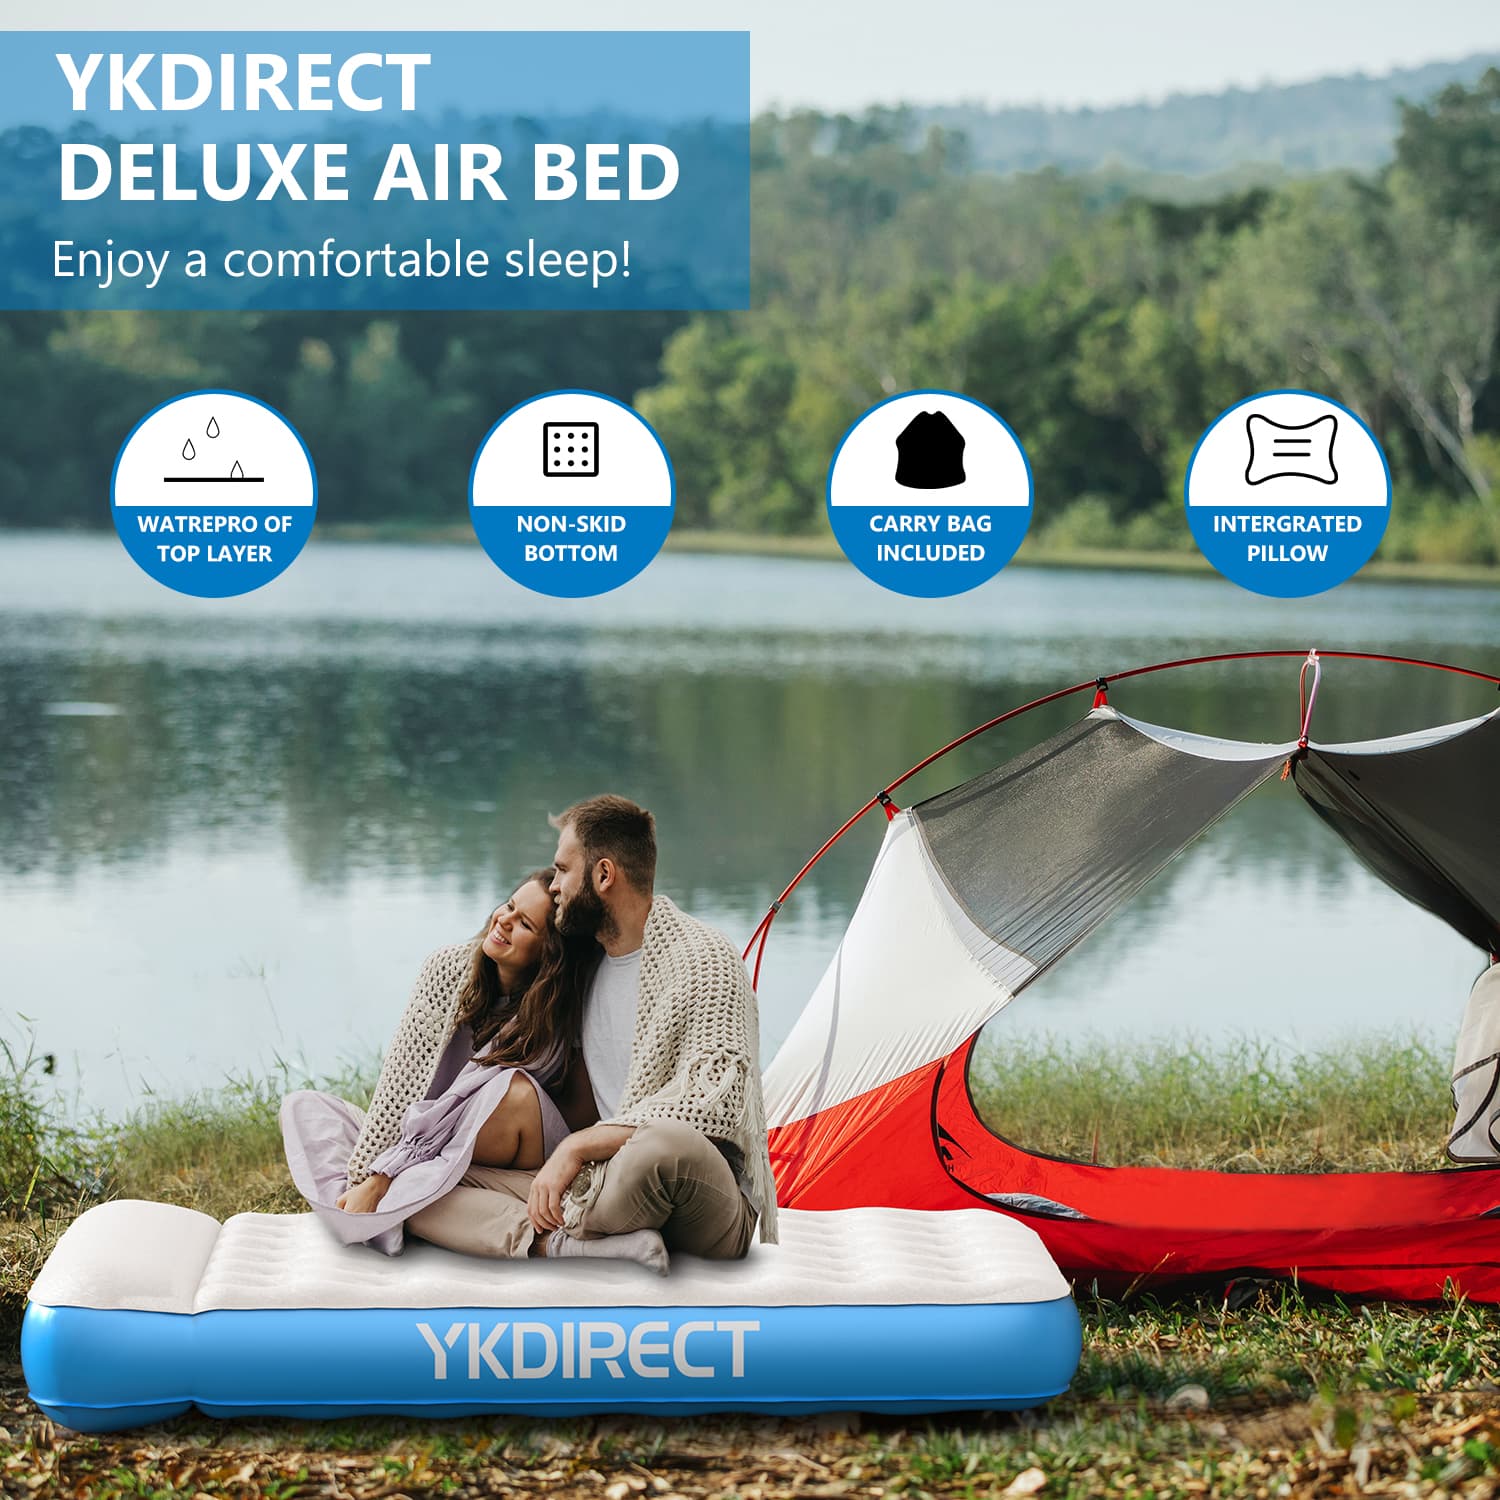 YKDIRECT
DELUXE AIR BED
Enjoy a comfortable sleep!
WATREPRO OF
TOP LAYER
NON-SKID
BOTTOM
CARRY BAG
INCLUDED
INTERGRATED
PILLOW
YKDIRECT